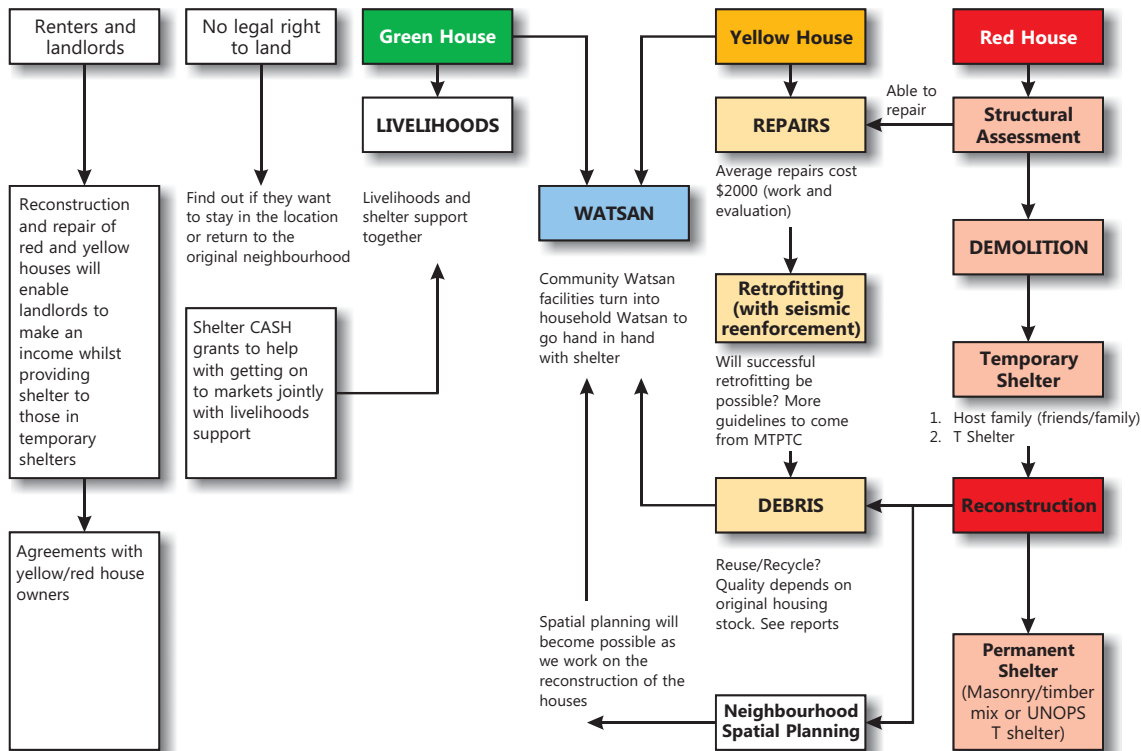 Renters and
landlords
No legal right
to land
Green House
Yellow House
Red House
LIVELIHOODS
REPAIRS
Able to
repair
Structural
Assessment
Reconstruction
and repair of
red and yellow
houses will
enable
landlords to
make an
income whilst
providing
shelter to
those in
temporary
shelters
Find out if they want
to stay in the location
or return to the
original neighbourhood
Livelihoods and
shelter support
together
WATSAN
Average repairs cost
$2000 (work and
evaluation)
DEMOLITION
Shelter CASH
grants to help
with getting on
to markets jointly
with livelihoods
support
Community Watsan
facilities turn into
household Watsan to
go hand in hand
with shelter
Retrofitting
(with seismic
reenforcement)
Will successful
retrofitting be
possible? More
guidelines to come
from MTPTC
Temporary
Shelter
1. Host family (friends/family)
2. T Shelter
DEBRIS
Reconstruction
Agreements with
yellow/red house
owners
Reuse/Recycle?
Quality depends on
original housing
stock. See reports
Spatial planning will
become possible as
we work on the
reconstruction of the
houses
Neighbourhood
Spatial Planning
Permanent
Shelter
(Masonry/timber
mix or UNOPS
T shelter)